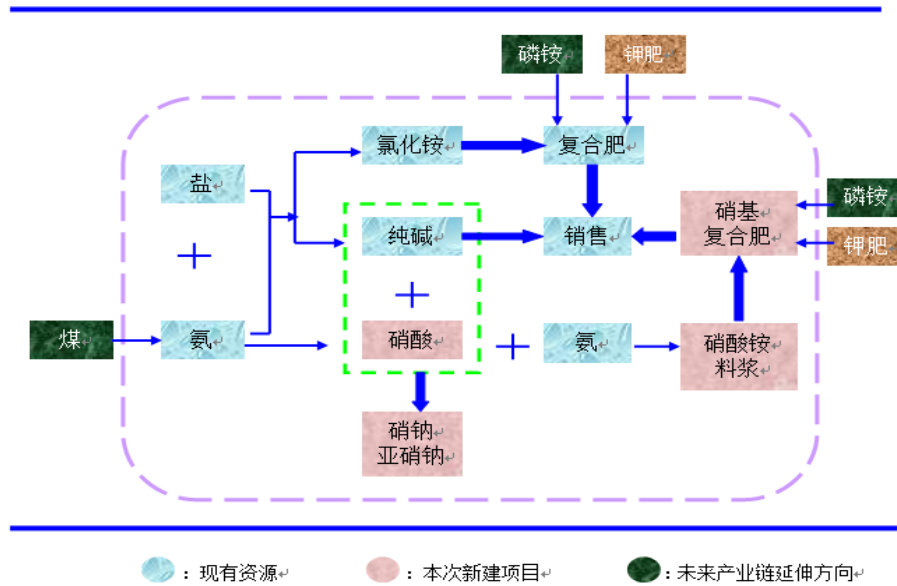 磷铵
钾肥
氯化铵
复合肥
盐
硝基
复合肥
磷铵
钾肥
纯碱
销售
+
+
煤
氨
硝酸
+
氨
硝酸铵
料浆
硝钠
亚硝钠
：现有资源
：本次新建项目
：未来产业链延伸方向